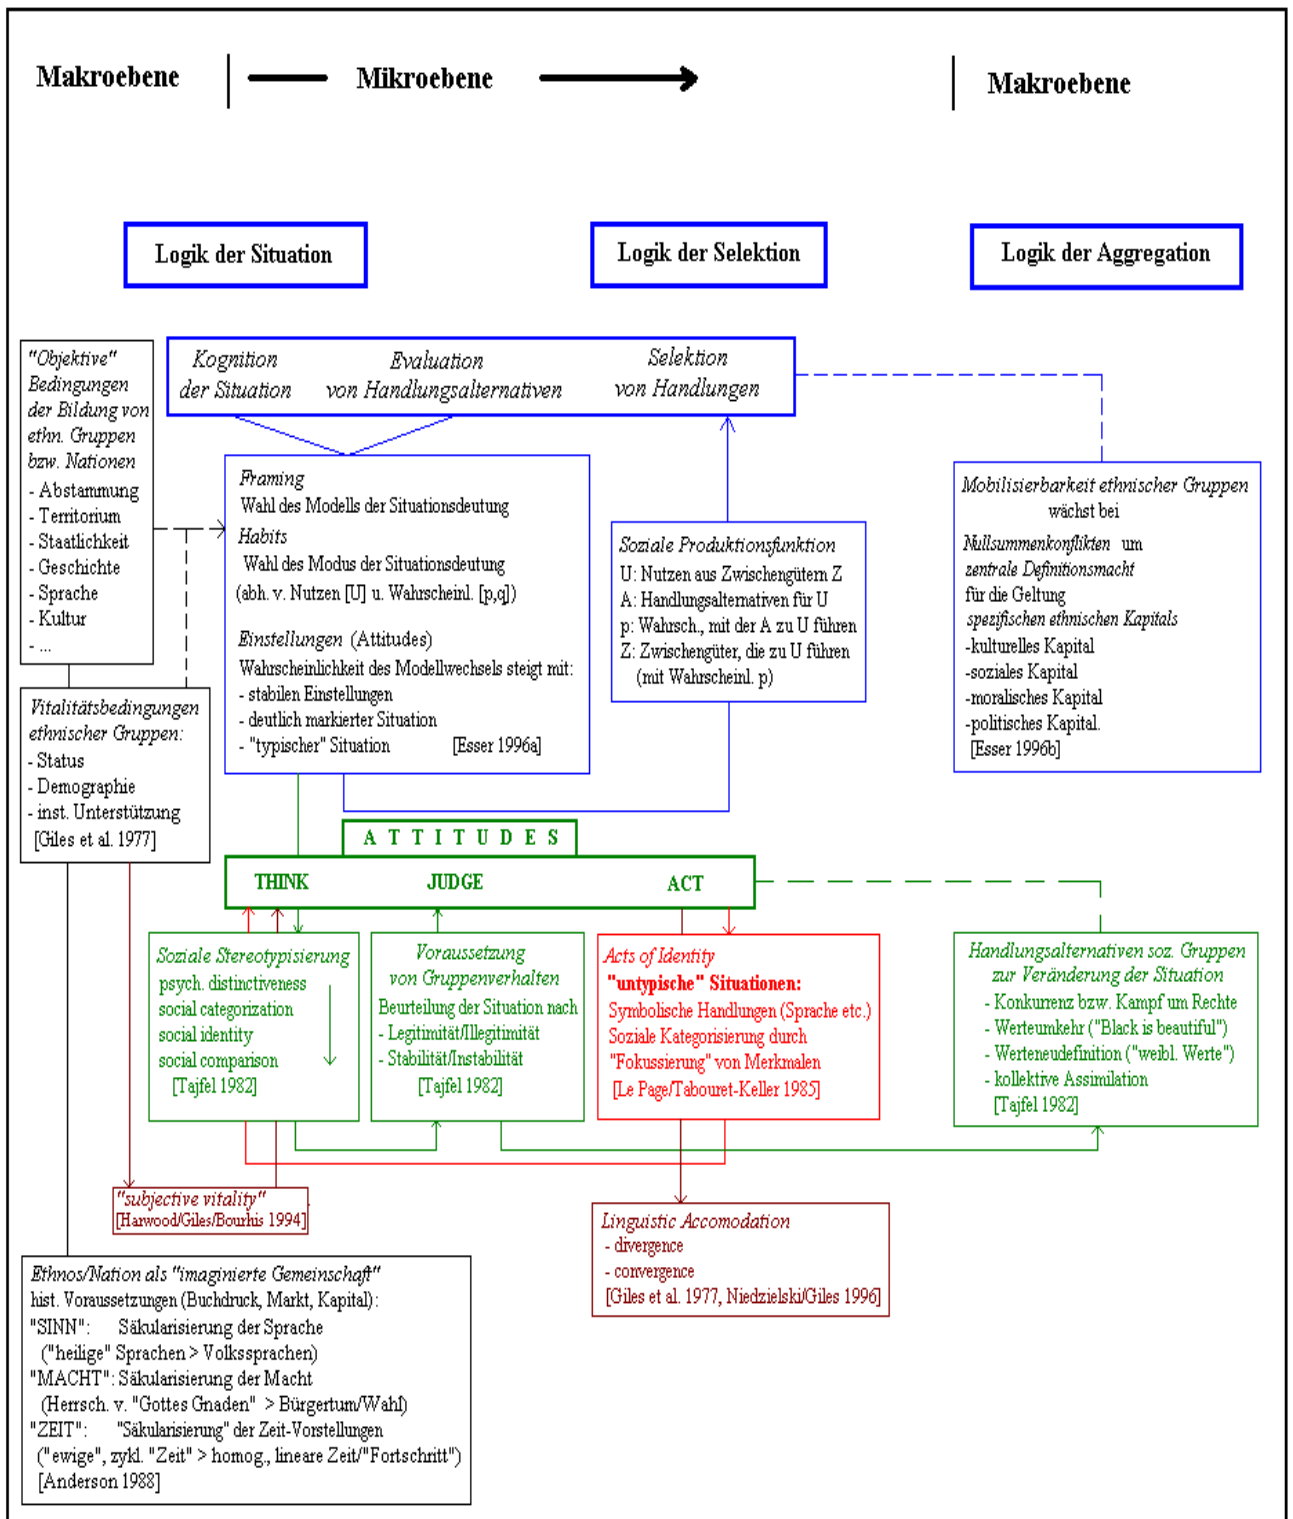 Makroebene
Mikroebene
Makroebene
Logik der Situation
Logik der Selektion
Logik der Aggregation
"Objektive"
Bedingungen
der Bildung von
ethn. Gruppen
bzw. Nationen
- Abstammung
- Territorium
- Staatlichkeit
- Geschichte
- Sprache
- Kultur
- ...
Kognition
der Situation
Evaluation
von Handlungsalternativen
Selektion
von Handlungen
Framing
Wahl des Modells der Situationsdeutung
Habits
Wahl des Modus der Situationsdeutung
(abh. v. Nutzen [U] u. Wahrscheinl. [p,q])
Einstellungen (Attitudes)
Wahrscheinlichkeit des Modellwechsels steigt mit:
- stabilen Einstellungen
- deutlich markierter Situation
- "typischer" Situation [Esser 1996a]
Soziale Produktionsfunktion
U: Nutzen aus Zwischengütern Z
A: Handlungsalternativen für U
p: Wahrsch., mit der A zu U führen
Z: Zwischengüter, die zu U führen
(mit Wahrscheinl. p)
Mobilisierbarkeit ethnischer Gruppen
wächst bei
Nullsummenkonflikten um
zentrale Definitionsmacht
für die Geltung
spezifischen ethnischen Kapitals
-kulturelles Kapital
-soziales Kapital
-moralisches Kapital
-politisches Kapital.
[Esser 1996b]
Vitalitätsbedingungen
ethnischer Gruppen:
- Status
- Demographie
- inst. Unterstützung
[Giles et al. 1977]
A T T I T U D E S
THINK JUDGE ACT
Soziale Stereotypisierung
psych. distinctiveness
social categorization
social identity
social comparison
[Tajfel 1982]
Voraussetzung
von Gruppenverhalten
Beurteilung der Situation nach
- Legitimität/Illegitimität
- Stabilität/Instabilität
[Tajfel 1982]
Acts of Identity
"untypische" Situationen:
Symbolische Handlungen (Sprache etc.)
Soziale Kategorisierung durch
"Fokussierung" von Merkmalen
[Le Page/Tabouret-Keller 1985]
Handlungsalternativen soz. Gruppen
zur Veränderung der Situation
- Konkurrenz bzw. Kampf um Rechte
- Werteumkehr ("Black is beautiful")
- Werteneudefinition ("weibl. Werte")
- kollektive Assimilation
[Tajfel 1982]
"subjective vitality"
[Harwood/Giles/Bourhis 1994]
Linguistic Accomodation
- divergence
- convergence
[Giles et al. 1977, Niedzielski/Giles 1996]
Ethnos/Nation als "imaginierte Gemeinschaft"
hist. Voraussetzungen (Buchdruck, Markt, Kapital):
"SINN": Säkularisierung der Sprache
("heilige" Sprachen > Volkssprachen)
"MACHT": Säkularisierung der Macht
(Herrsch. v. "Gottes Gnaden" > Bürgertum/Wahl)
"ZEIT": "Säkularisierung" der Zeit-Vorstellungen
("ewige", zykl. "Zeit" > homog., lineare Zeit/"Fortschritt")
[Anderson 1988]